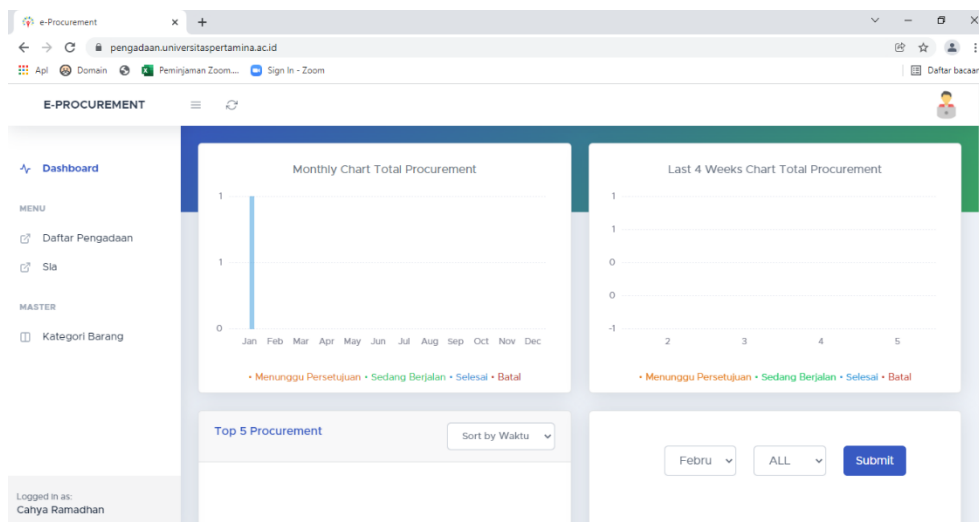 e-Procurement
pengadaan.universitaspertamina.ac.id
Apl Domain Peminjaman Zoom... Sign In - Zoom Daftar bacaan
E-PROCUREMENT
Dashboard
MENU
Daftar Pengadaan
Sla
MASTER
Kategori Barang
Logged in as:
Cahya Ramadhan
Monthly Chart Total Procurement
1
1
0
Jan Feb Mar Apr May Jun Jul Aug Sep Oct Nov Dec
• Menunggu Persetujuan • Sedang Berjalan • Selesai • Batal
Last 4 Weeks Chart Total Procurement
1
1
0
0
-1
2 3 4 5
• Menunggu Persetujuan • Sedang Berjalan • Selesai • Batal
Top 5 Procurement
Sort by Waktu
Febru ALL Submit